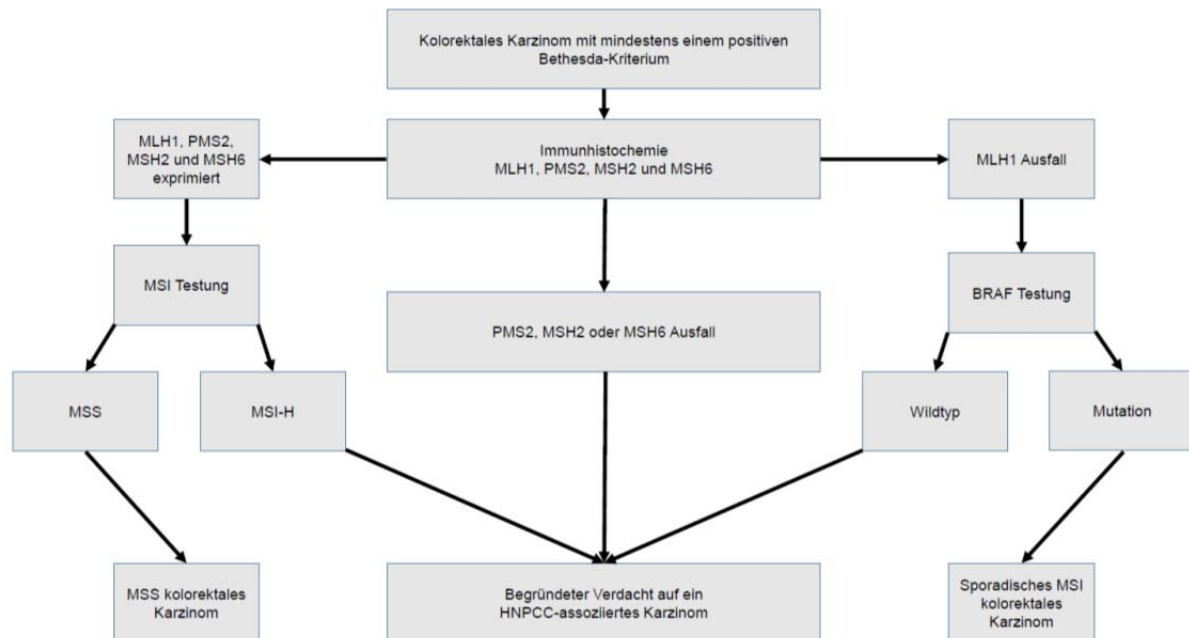 Kolorektales Karzinom mit mindestens einem positiven
Bethesda-Kriterium
MLH1, PMS2,
MSH2 und MSH6
exprimiert
Immunhistochemie
MLH1, PMS2, MSH2 und MSH6
MLH1 Ausfall
MSI Testung
PMS2, MSH2 oder MSH6 Ausfall
BRAF Testung
MSS
MSI-H
Wildtyp
Mutation
MSS kolorektales
Karzinom
Begründeter Verdacht auf ein
HNPCC-assoziiertes Karzinom
Sporadisches MSI
kolorektales
Karzinom